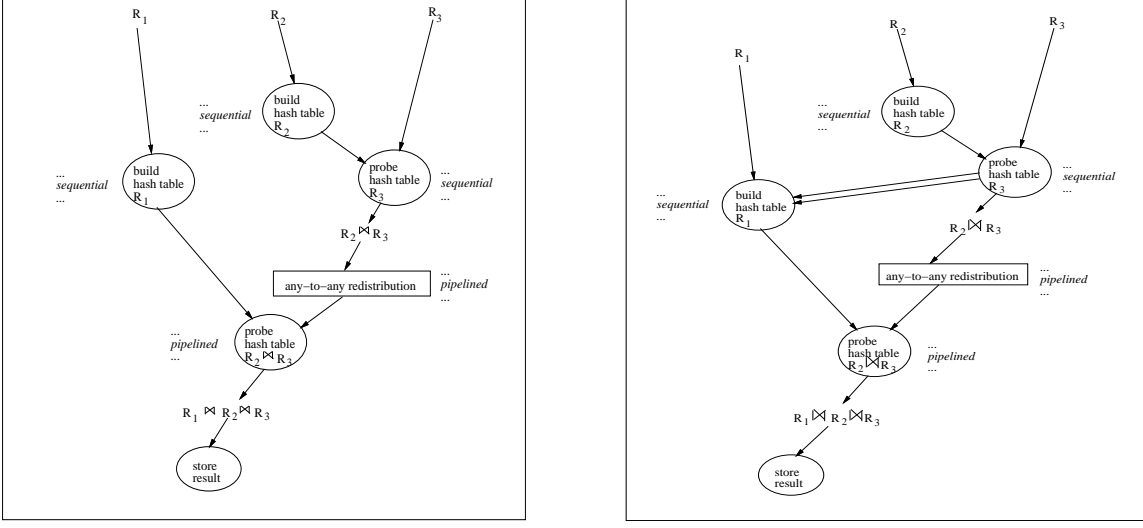 R1
R2
R3
build
hash table
R2
...
sequential
...
build
hash table
R1
...
sequential
...
probe
hash table
R3
...
sequential
...
R2 ⋈ R3
any-to-any redistribution
...
pipelined
...
probe
hash table
R2 ⋈ R3
...
pipelined
...
R1 ⋈ R2 ⋈ R3
store
result
R1
R2
R3
build
hash table
R2
...
sequential
...
probe
hash table
R3
...
sequential
...
build
hash table
R1
...
sequential
...
R2 ⋈ R3
any-to-any redistribution
...
pipelined
...
probe
hash table
R2 ⋈ R3
...
pipelined
...
R1 ⋈ R2 ⋈ R3
store
result